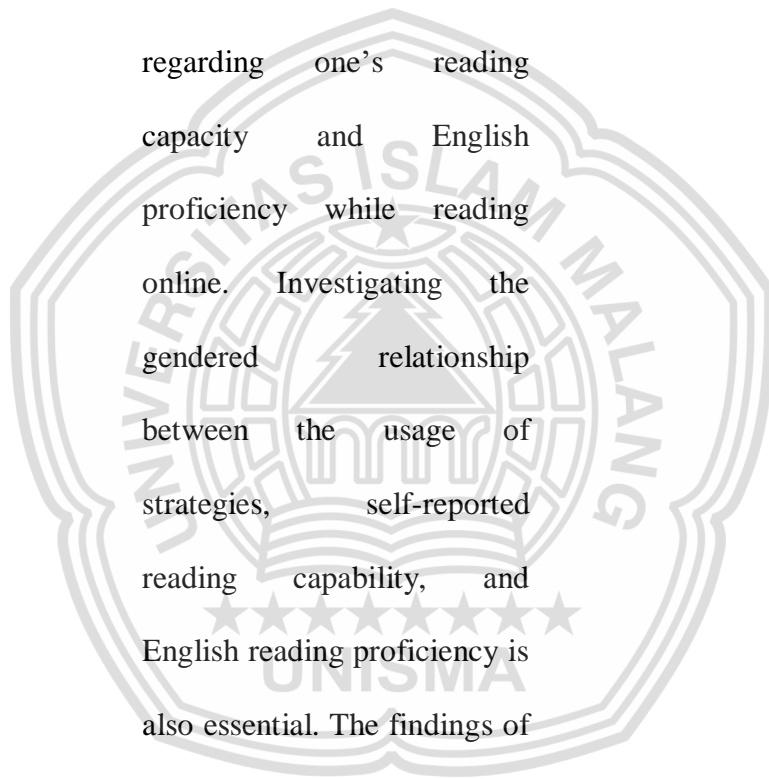 regarding one’s reading
capacity and English
proficiency while reading
online. Investigating the
gendered relationship
between the usage of
strategies, self-reported
reading capability, and
English reading proficiency is
also essential. The findings of
UNIVERSITAS ISLAM MALANG
UNISMA